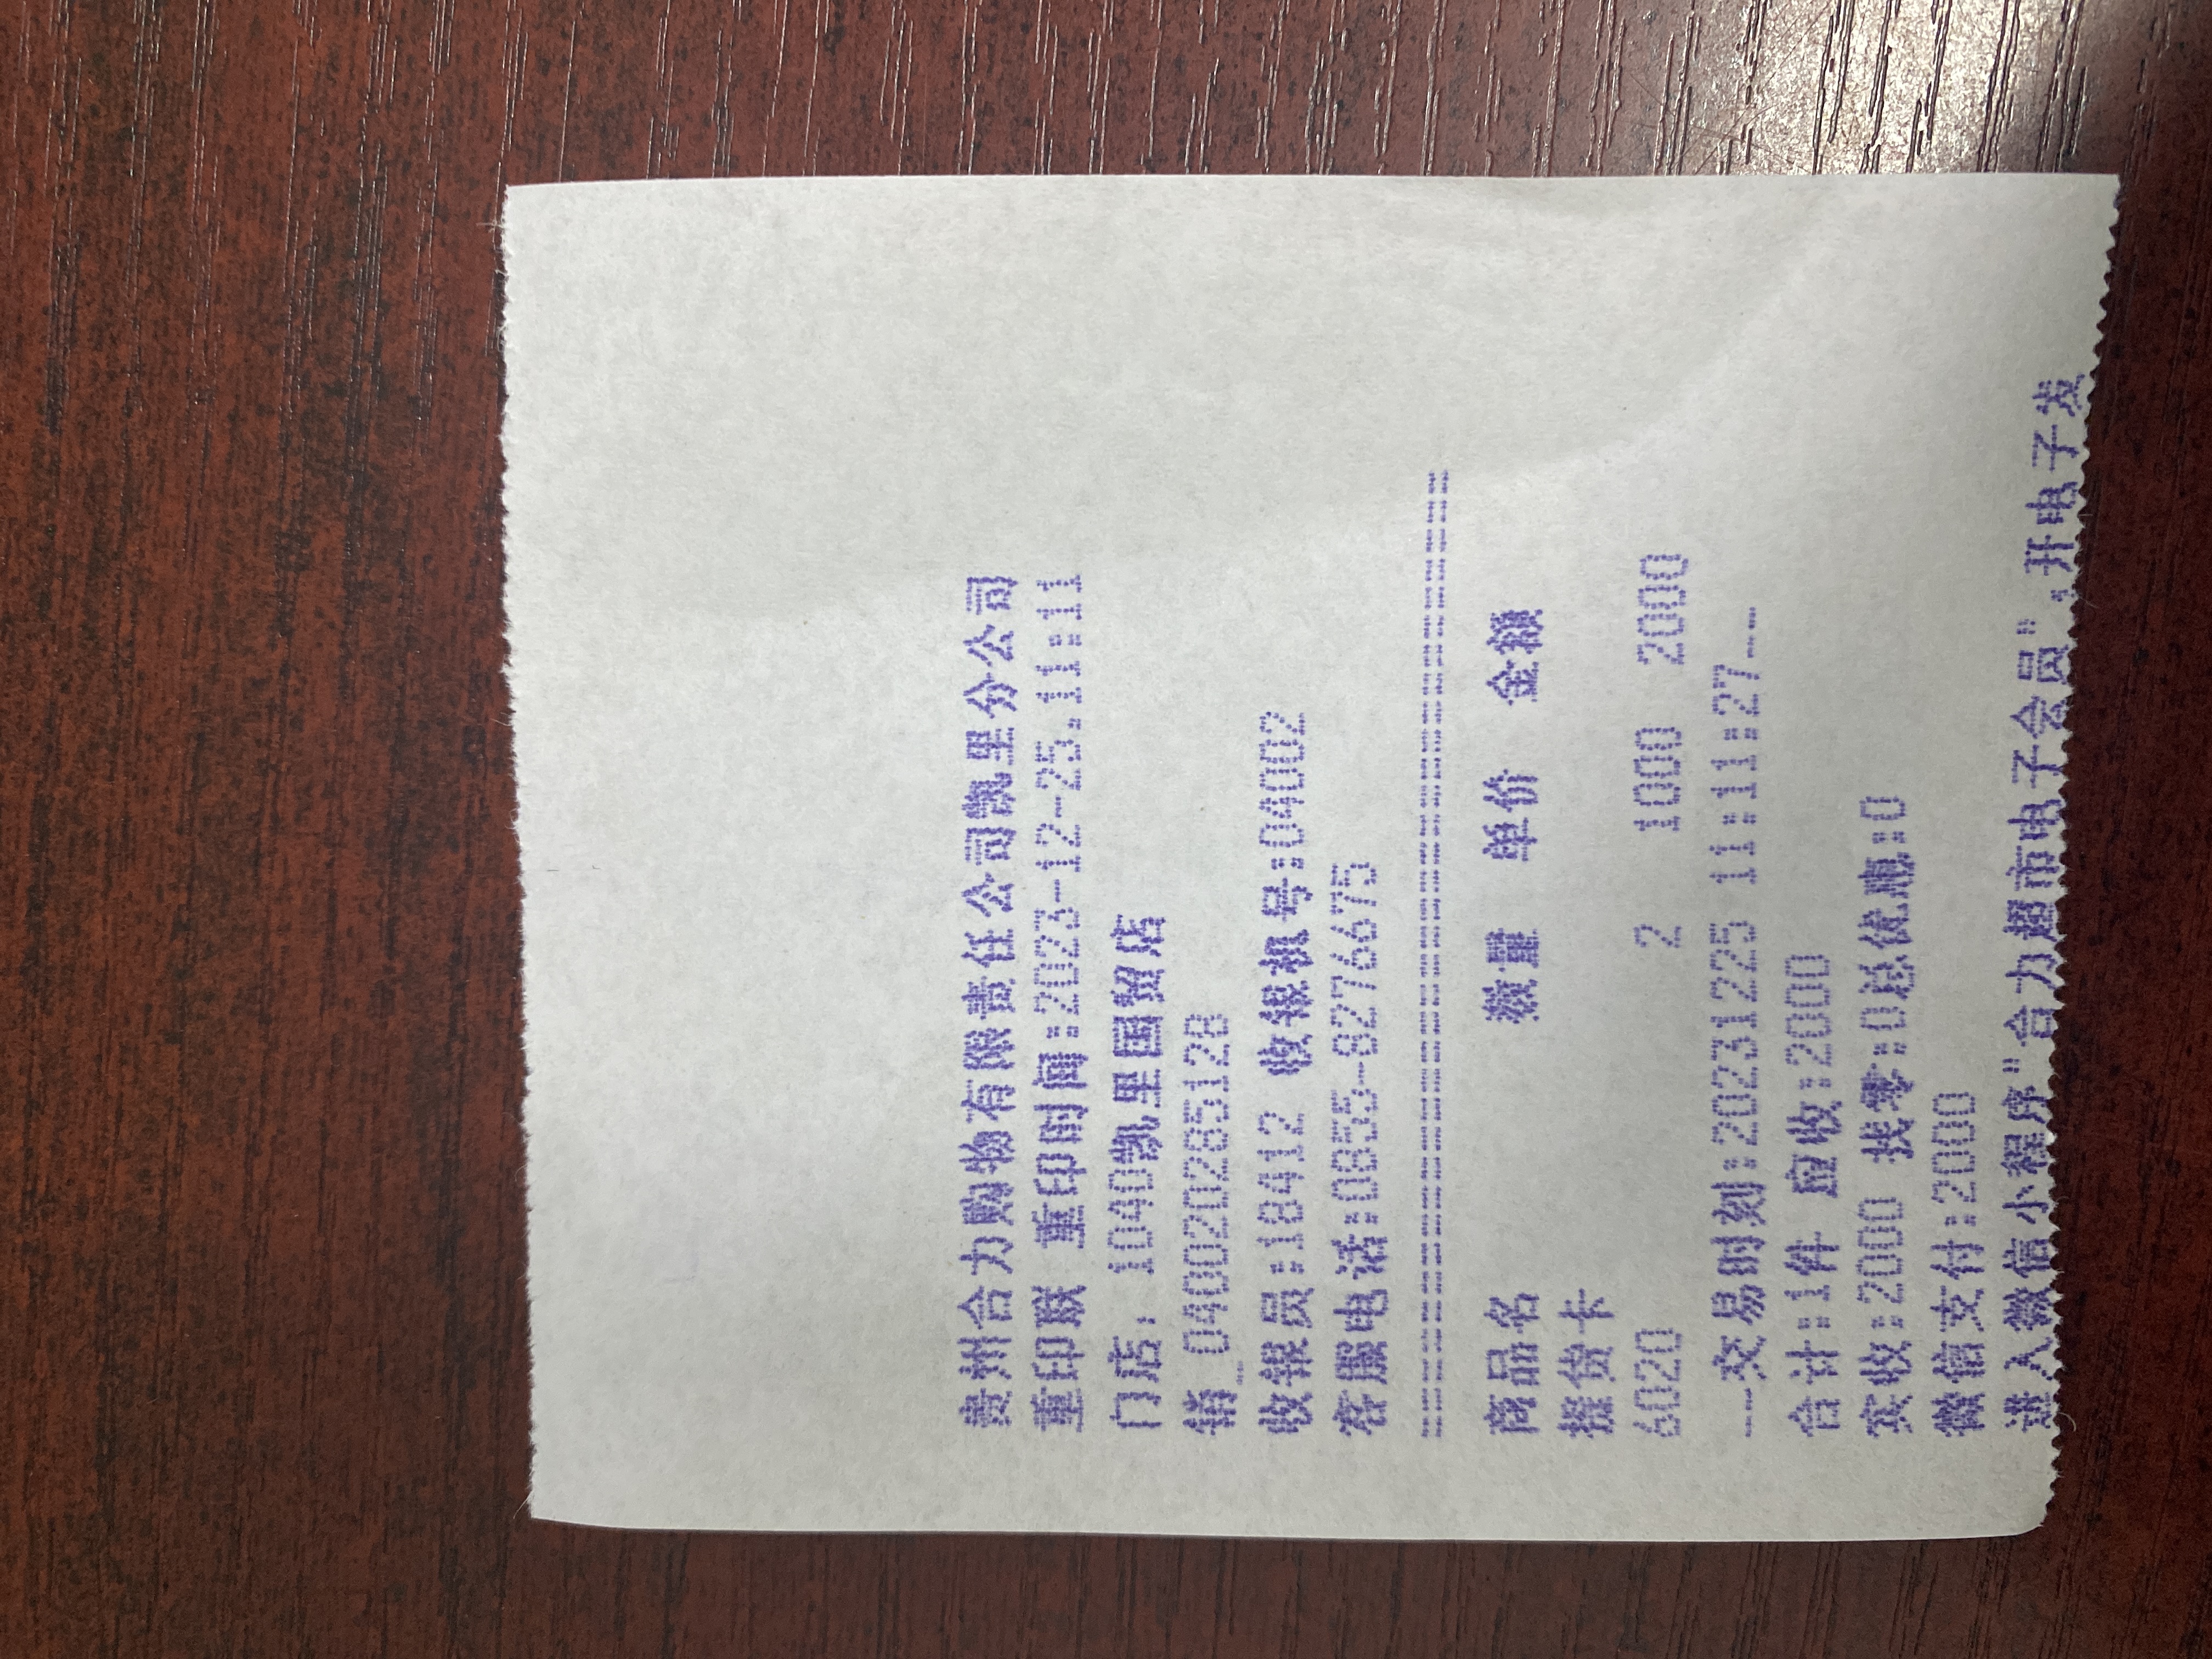 贵州合力购物有限责任公司凯里分公司
重印联 重印时间:2023-12-25.11:11
门店: 1040凯里国贸店
销_040020285128
收银员:18412 收银机号:04002
客服电话:0855-8276675
========================================
商品名 数量 单价 金额
提货卡
6020 2 1000 2000
--交易时刻:20231225 11:11:27--
合计:1件 应收:2000
实收:2000 找零:0总优惠:0
微信支付:2000
进入微信小程序"合力超市电子会员",开电子发